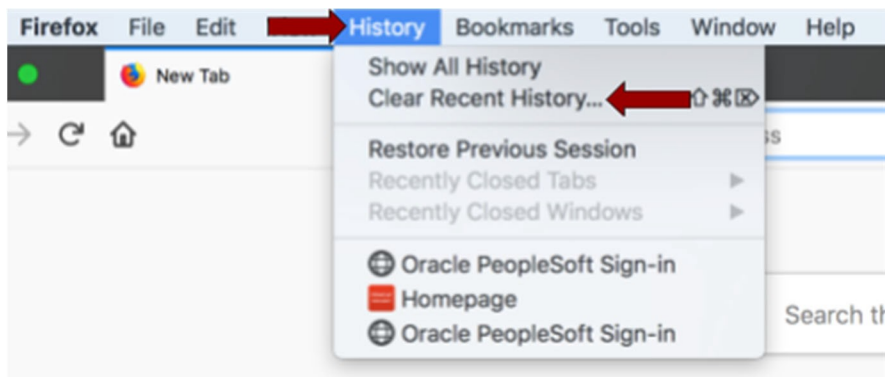 Firefox File Edit History Bookmarks Tools Window Help
New Tab
Show All History
Clear Recent History... ⇧⌘⌦
Restore Previous Session
Recently Closed Tabs
Recently Closed Windows
Oracle PeopleSoft Sign-in
Homepage
Search
Oracle PeopleSoft Sign-in